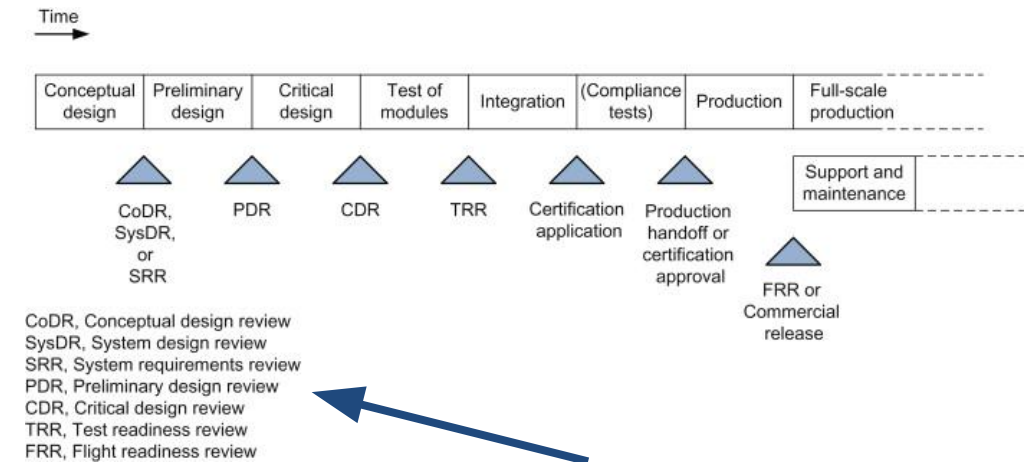 Time
Conceptual
design
Preliminary
design
Critical
design
Test of
modules
Integration
(Compliance
tests)
Production
Full-scale
production
Support and
maintenance
CoDR,
SysDR,
or
SRR
PDR
CDR
TRR
Certification
application
Production
handoff or
certification
approval
FRR or
Commercial
release
CoDR, Conceptual design review
SysDR, System design review
SRR, System requirements review
PDR, Preliminary design review
CDR, Critical design review
TRR, Test readiness review
FRR, Flight readiness review